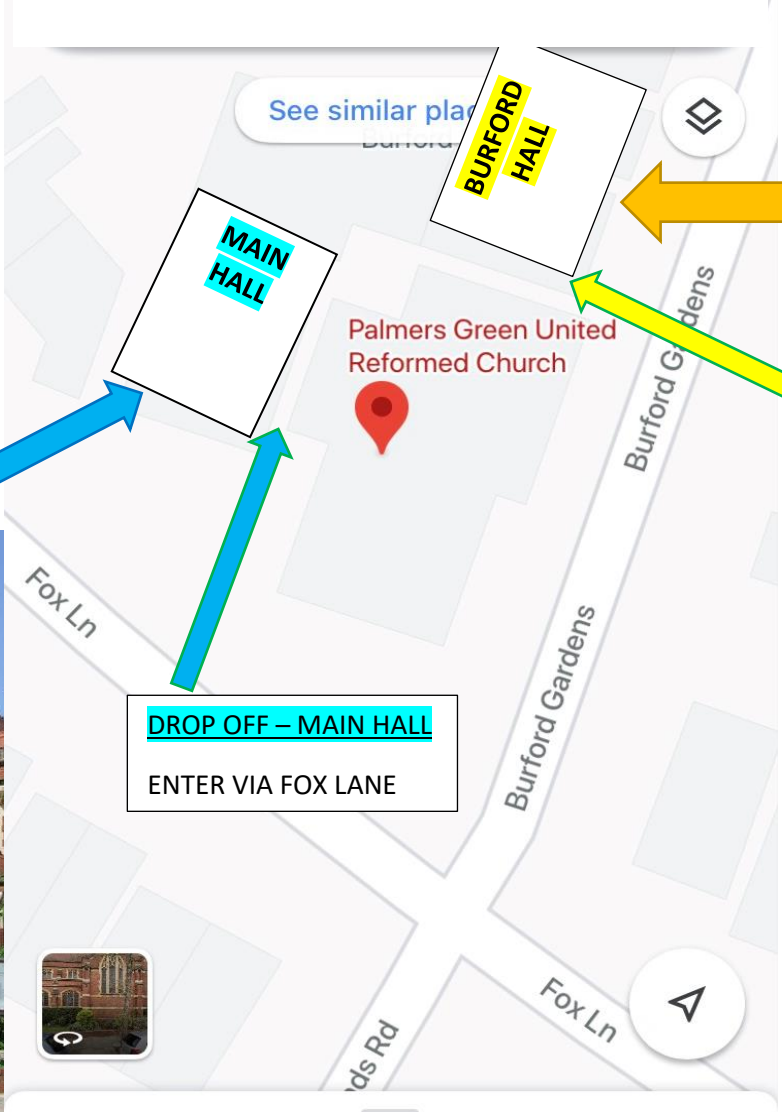 See similar plac
BURFORD
HALL
Burford
MAIN
HALL
Palmers Green United
Reformed Church
Burford Gardens
Fox Ln
Burford Gardens
DROP OFF – MAIN HALL
ENTER VIA FOX LANE
Fox Ln
ds Rd